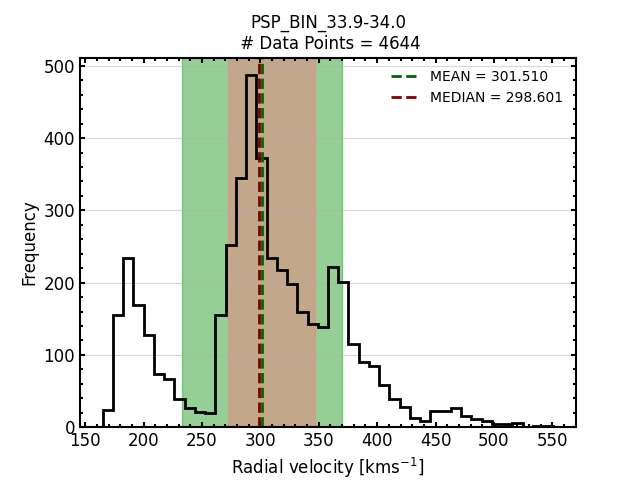 PSP_BIN_33.9-34.0
# Data Points = 4644
MEAN = 301.510
MEDIAN = 298.601
500
400
300
200
100
0
Frequency
150 200 250 300 350 400 450 500 550
Radial velocity [kms⁻¹]